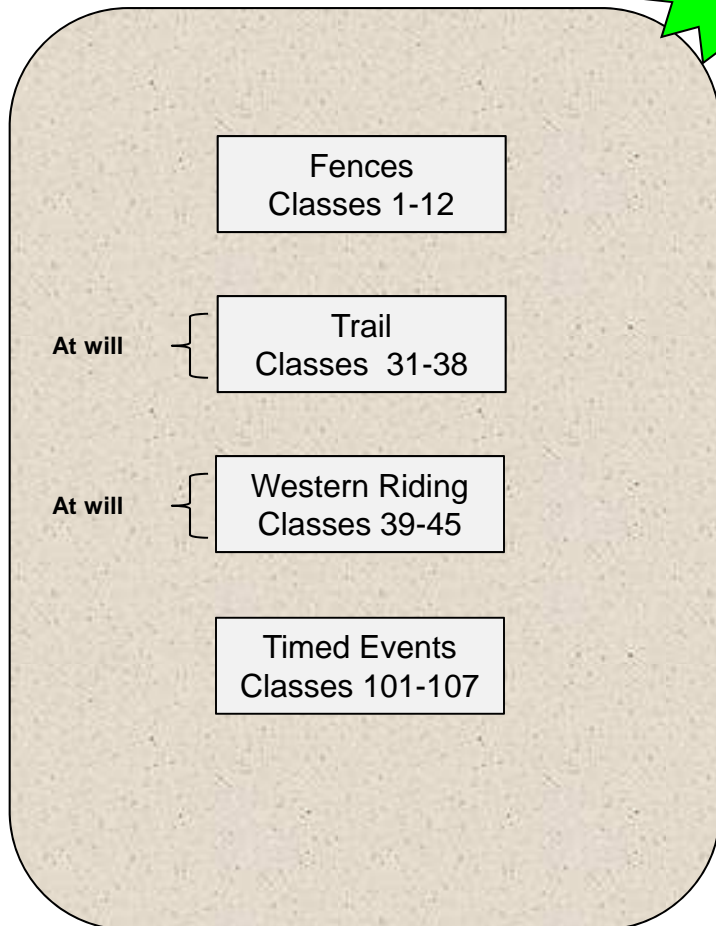 Fences
Classes 1-12
At will
Trail
Classes  31-38
At will
Western Riding
Classes 39-45
Timed Events
Classes 101-107